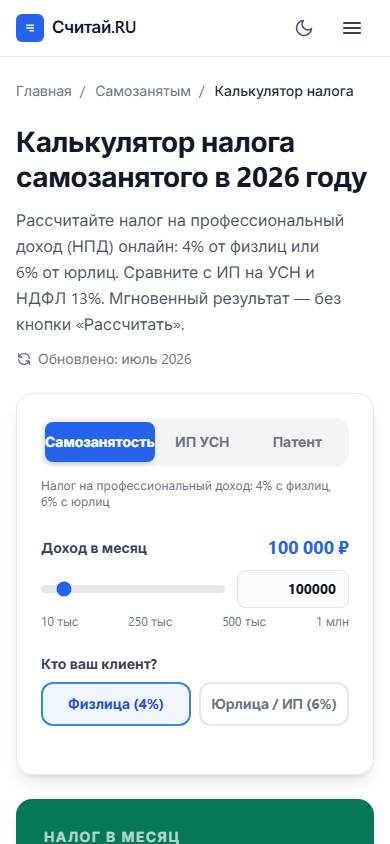 Считай.RU
Главная / Самозанятым / Калькулятор налога
Калькулятор налога
самозанятого в 2026 году
Рассчитайте налог на профессиональный
доход (НПД) онлайн: 4% от физлиц или
6% от юрлиц. Сравните с ИП на УСН и
НДФЛ 13%. Мгновенный результат — без
кнопки «Рассчитать».
Обновлено: июль 2026
Самозанятость ИП УСН Патент
Налог на профессиональный доход: 4% с физлиц,
6% с юрлиц
Доход в месяц 100 000 ₽
100000
10 тыс 250 тыс 500 тыс 1 млн
Кто ваш клиент?
Физлица (4%) Юрлица / ИП (6%)
НАЛОГ В МЕСЯЦ